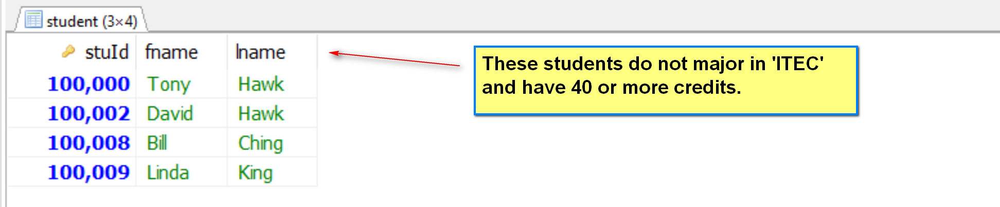 student (3×4)
stuId fname lname
100,000 Tony Hawk
100,002 David Hawk
100,008 Bill Ching
100,009 Linda King
These students do not major in 'ITEC'
and have 40 or more credits.